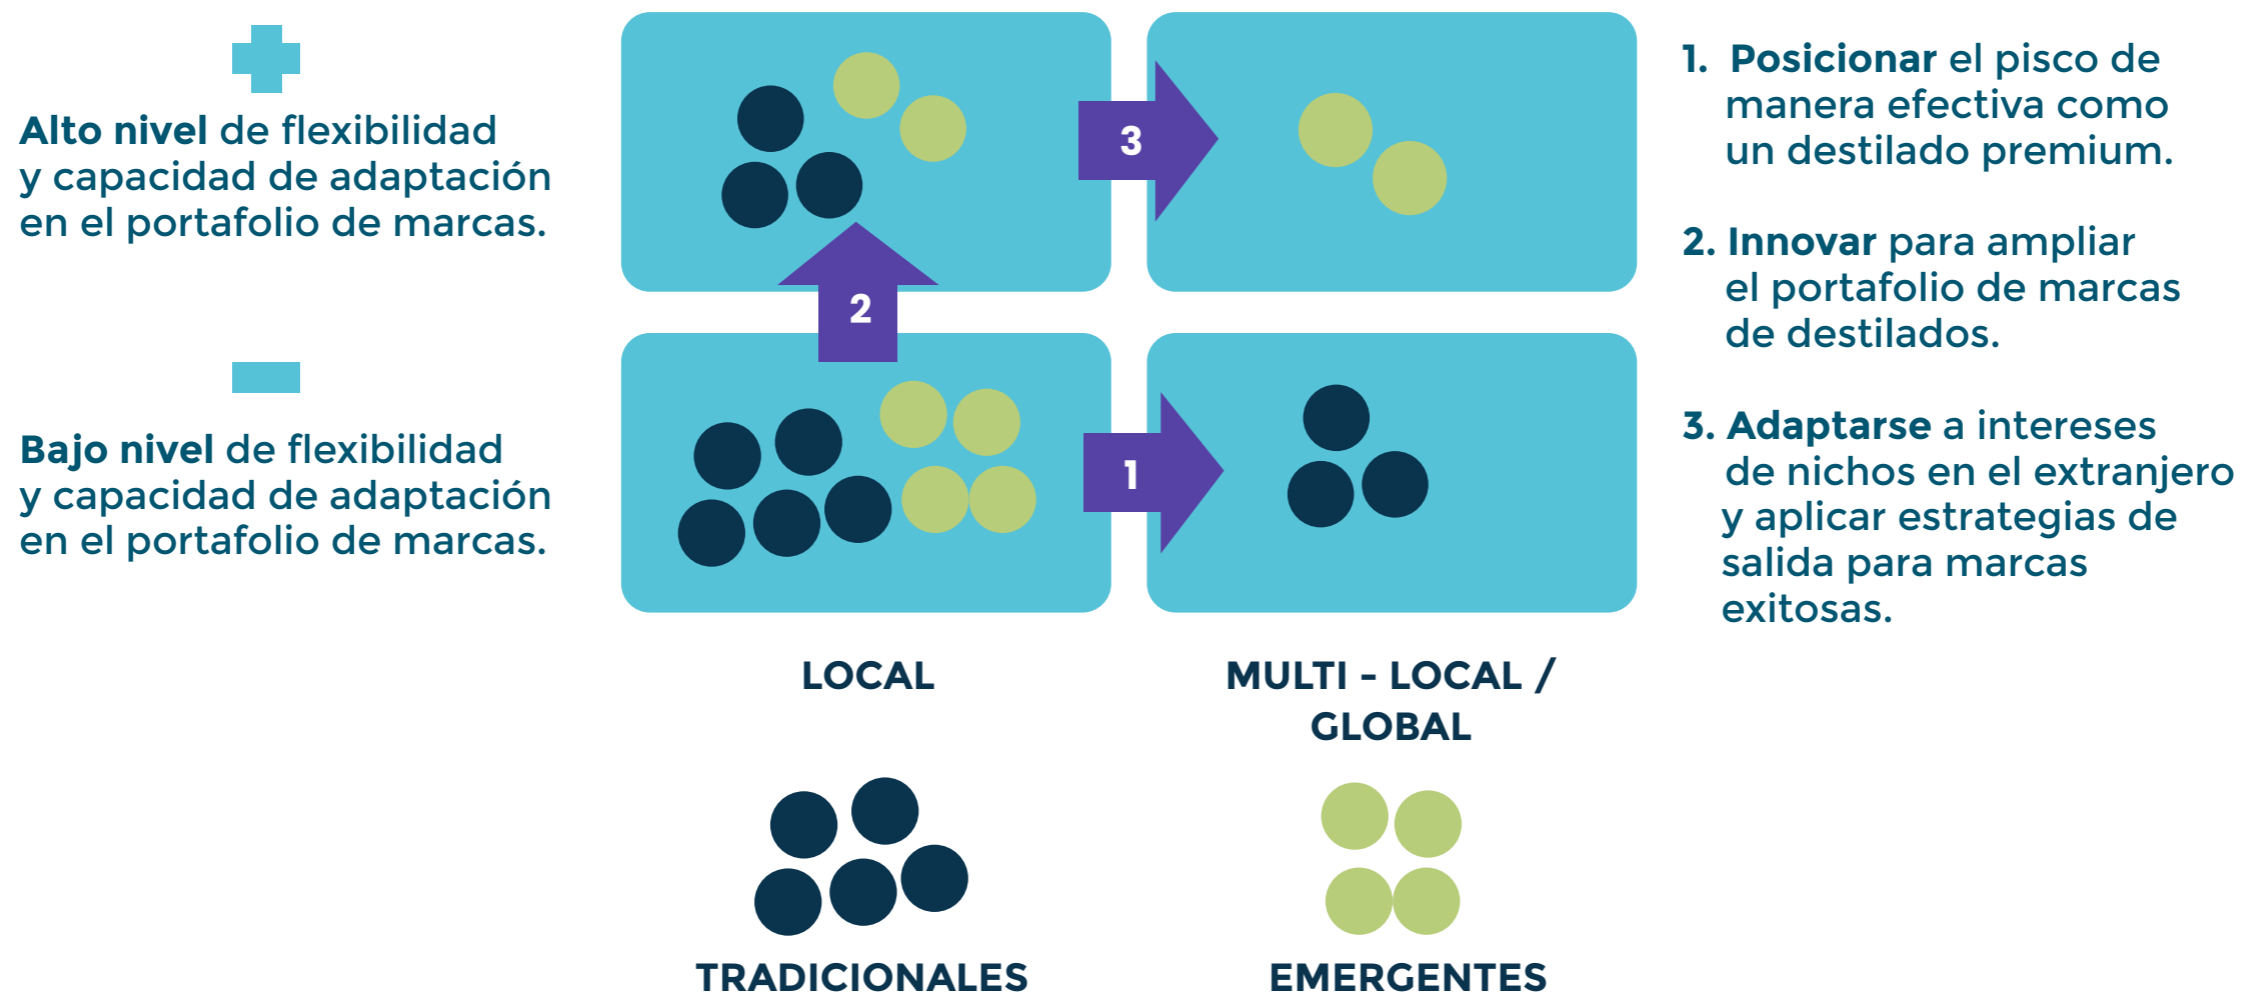 Alto nivel de flexibilidad
y capacidad de adaptación
en el portafolio de marcas.
Bajo nivel de flexibilidad
y capacidad de adaptación
en el portafolio de marcas.
3
2
1
LOCAL
MULTI - LOCAL /
GLOBAL
TRADICIONALES
EMERGENTES
1. Posicionar el pisco de
manera efectiva como
un destilado premium.
2. Innovar para ampliar
el portafolio de marcas
de destilados.
3. Adaptarse a intereses
de nichos en el extranjero
y aplicar estrategias de
salida para marcas
exitosas.